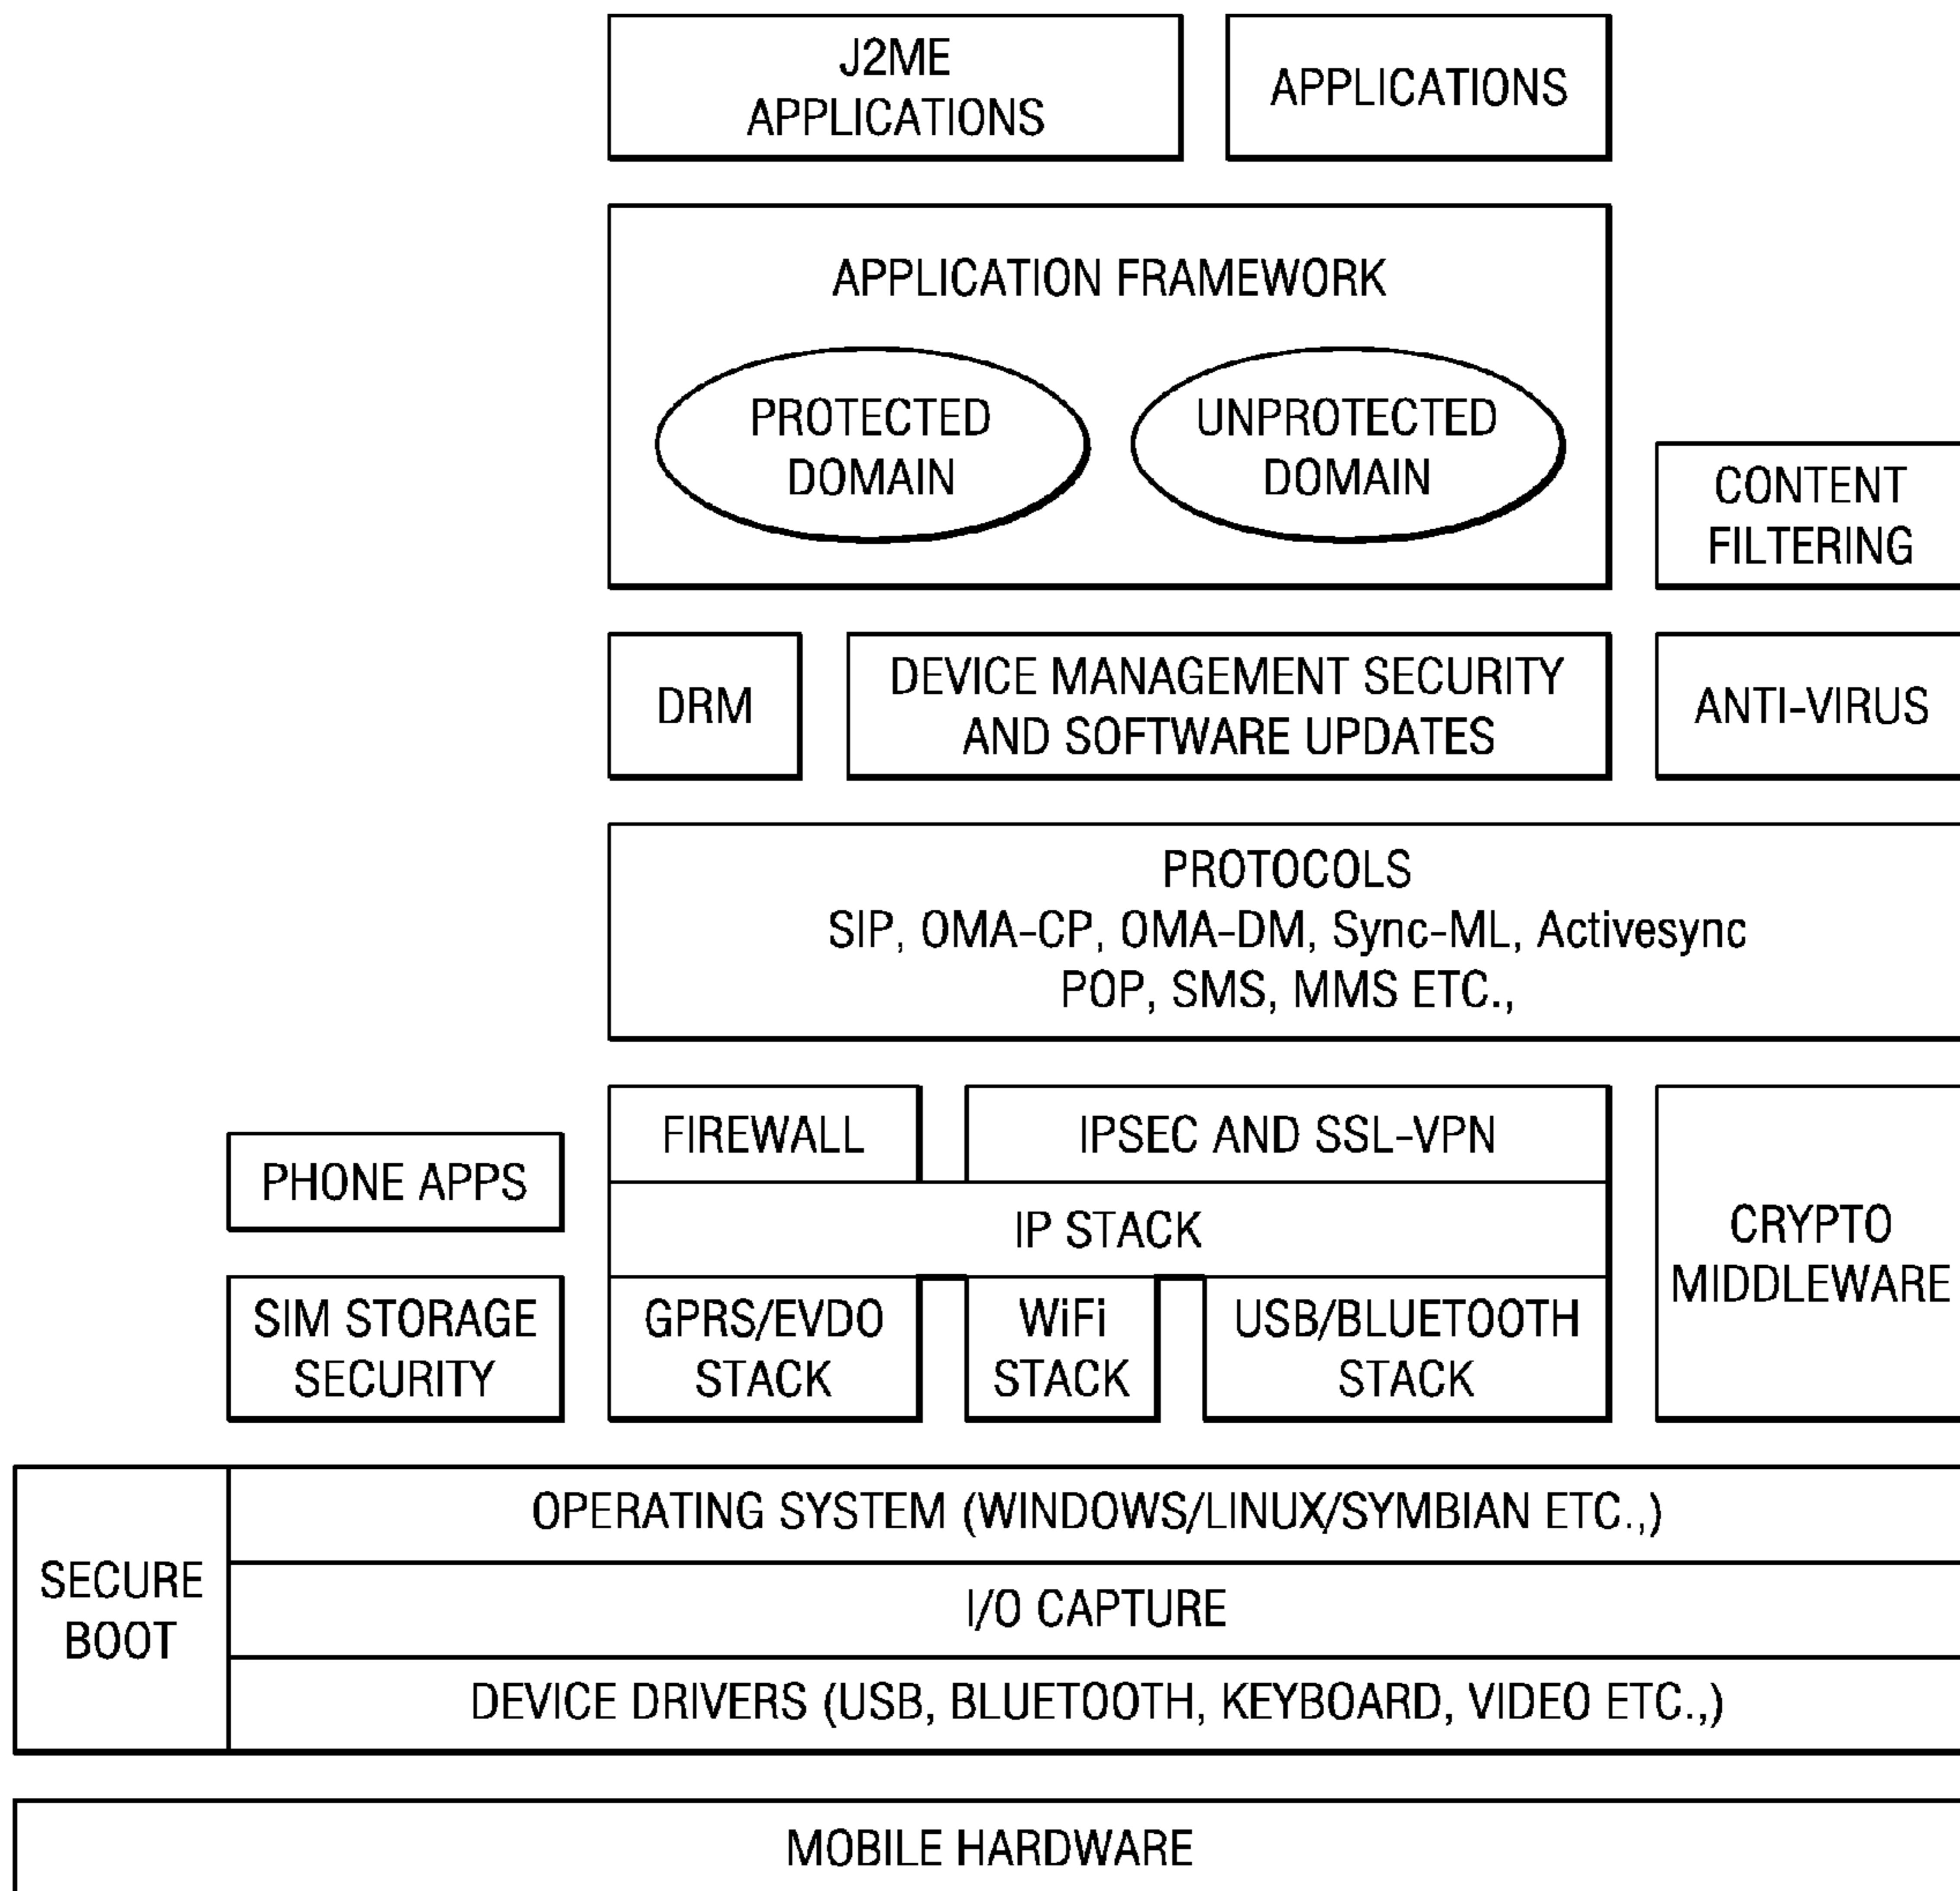 J2ME
APPLICATIONS
APPLICATIONS
APPLICATION FRAMEWORK
PROTECTED
DOMAIN
UNPROTECTED
DOMAIN
CONTENT
FILTERING
DRM
DEVICE MANAGEMENT SECURITY
AND SOFTWARE UPDATES
ANTI-VIRUS
PROTOCOLS
SIP, OMA-CP, OMA-DM, Sync-ML, Activesync
POP, SMS, MMS ETC.,
FIREWALL
IPSEC AND SSL-VPN
PHONE APPS
IP STACK
CRYPTO
MIDDLEWARE
SIM STORAGE
SECURITY
GPRS/EVDO
STACK
WiFi
STACK
USB/BLUETOOTH
STACK
SECURE
BOOT
OPERATING SYSTEM (WINDOWS/LINUX/SYMBIAN ETC.,)
I/O CAPTURE
DEVICE DRIVERS (USB, BLUETOOTH, KEYBOARD, VIDEO ETC.,)
MOBILE HARDWARE